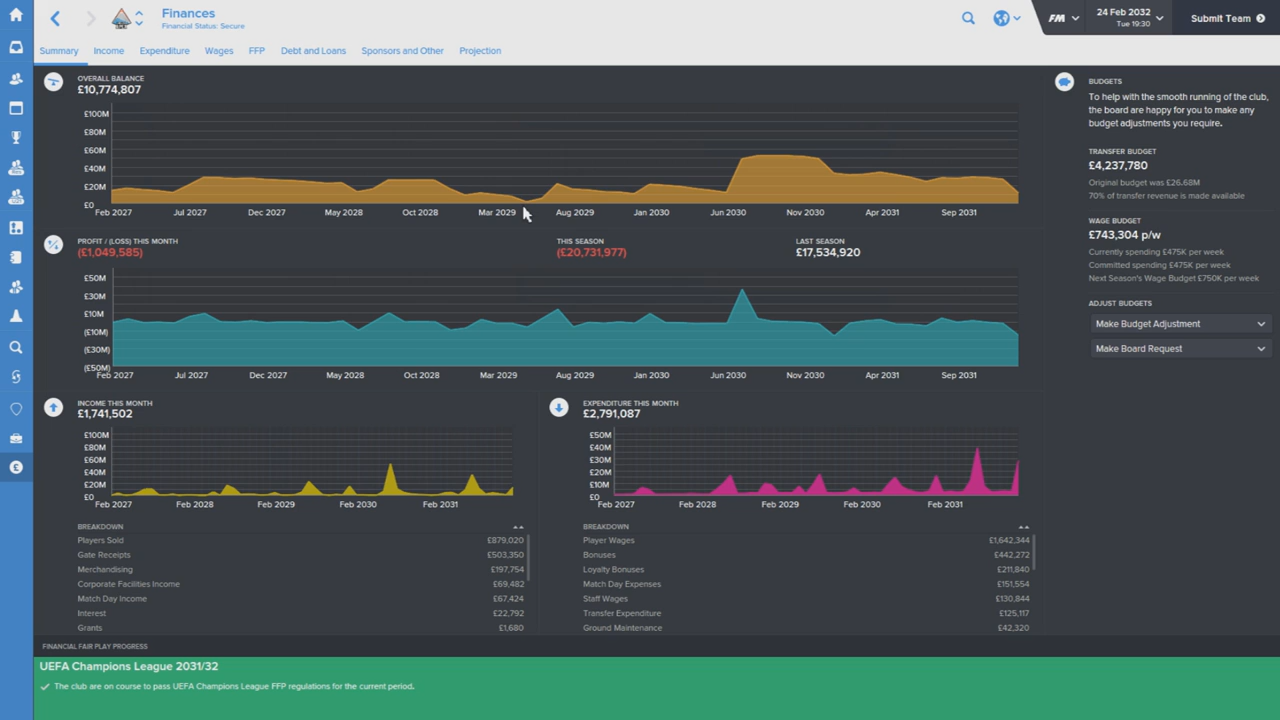 Finances
Financial Status: Secure
FM
24 Feb 2032
Tue 19:30
Submit Team
Summary Income Expenditure Wages FFP Debt and Loans Sponsors and Other Projection
OVERALL BALANCE
£10,774,807
£100M
£80M
£60M
£40M
£20M
£0
Feb 2027 Jul 2027 Dec 2027 May 2028 Oct 2028 Mar 2029 Aug 2029 Jan 2030 Jun 2030 Nov 2030 Apr 2031 Sep 2031
PROFIT / (LOSS) THIS MONTH
(£1,049,585)
THIS SEASON
(£20,731,977)
LAST SEASON
£17,534,920
£50M
£30M
£10M
(£10M)
(£30M)
(£50M)
Feb 2027 Jul 2027 Dec 2027 May 2028 Oct 2028 Mar 2029 Aug 2029 Jan 2030 Jun 2030 Nov 2030 Apr 2031 Sep 2031
INCOME THIS MONTH
£1,741,502
£100M
£80M
£60M
£40M
£20M
£0
Feb 2027 Feb 2028 Feb 2029 Feb 2030 Feb 2031
BREAKDOWN
Players Sold £879,020
Gate Receipts £503,350
Merchandising £197,754
Corporate Facilities Income £69,482
Match Day Income £67,424
Interest £22,792
Grants £1,680
EXPENDITURE THIS MONTH
£2,791,087
£50M
£40M
£30M
£20M
£10M
£0
Feb 2027 Feb 2028 Feb 2029 Feb 2030 Feb 2031
BREAKDOWN
Player Wages £1,642,344
Bonuses £442,272
Loyalty Bonuses £211,840
Match Day Expenses £151,554
Staff Wages £130,844
Transfer Expenditure £125,117
Ground Maintenance £42,320
BUDGETS
To help with the smooth running of the club,
the board are happy for you to make any
budget adjustments you require.
TRANSFER BUDGET
£4,237,780
Original budget was £26.68M
70% of transfer revenue is made available
WAGE BUDGET
£743,304 p/w
Currently spending £475K per week
Committed spending £475K per week
Next Season's Wage Budget £750K per week
ADJUST BUDGETS
Make Budget Adjustment
Make Board Request
FINANCIAL FAIR PLAY PROGRESS
UEFA Champions League 2031/32
The club are on course to pass UEFA Champions League FFP regulations for the current period.